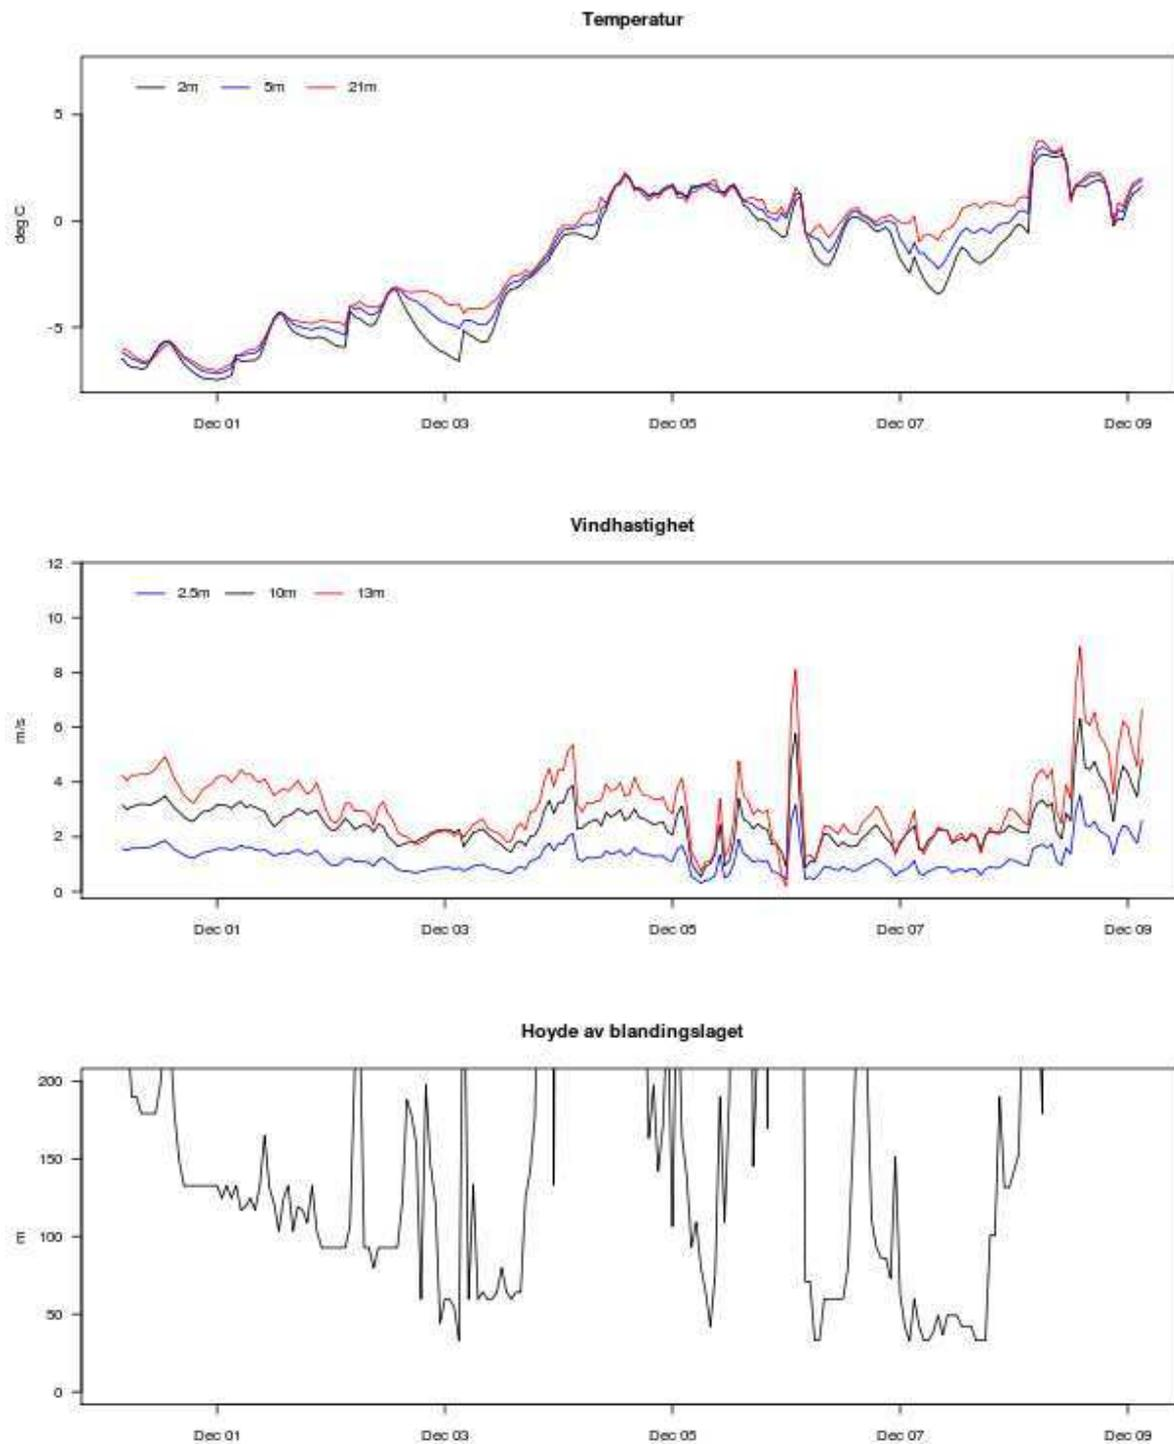 Temperatur
2m 5m 21m
5
0
-5
deg C
Dec 01 Dec 03 Dec 05 Dec 07 Dec 09
Vindhastighet
2.5m 10m 13m
12
10
8
6
4
2
0
m/s
Dec 01 Dec 03 Dec 05 Dec 07 Dec 09
Hoyde av blandingslaget
200
150
100
50
0
m
Dec 01 Dec 03 Dec 05 Dec 07 Dec 09